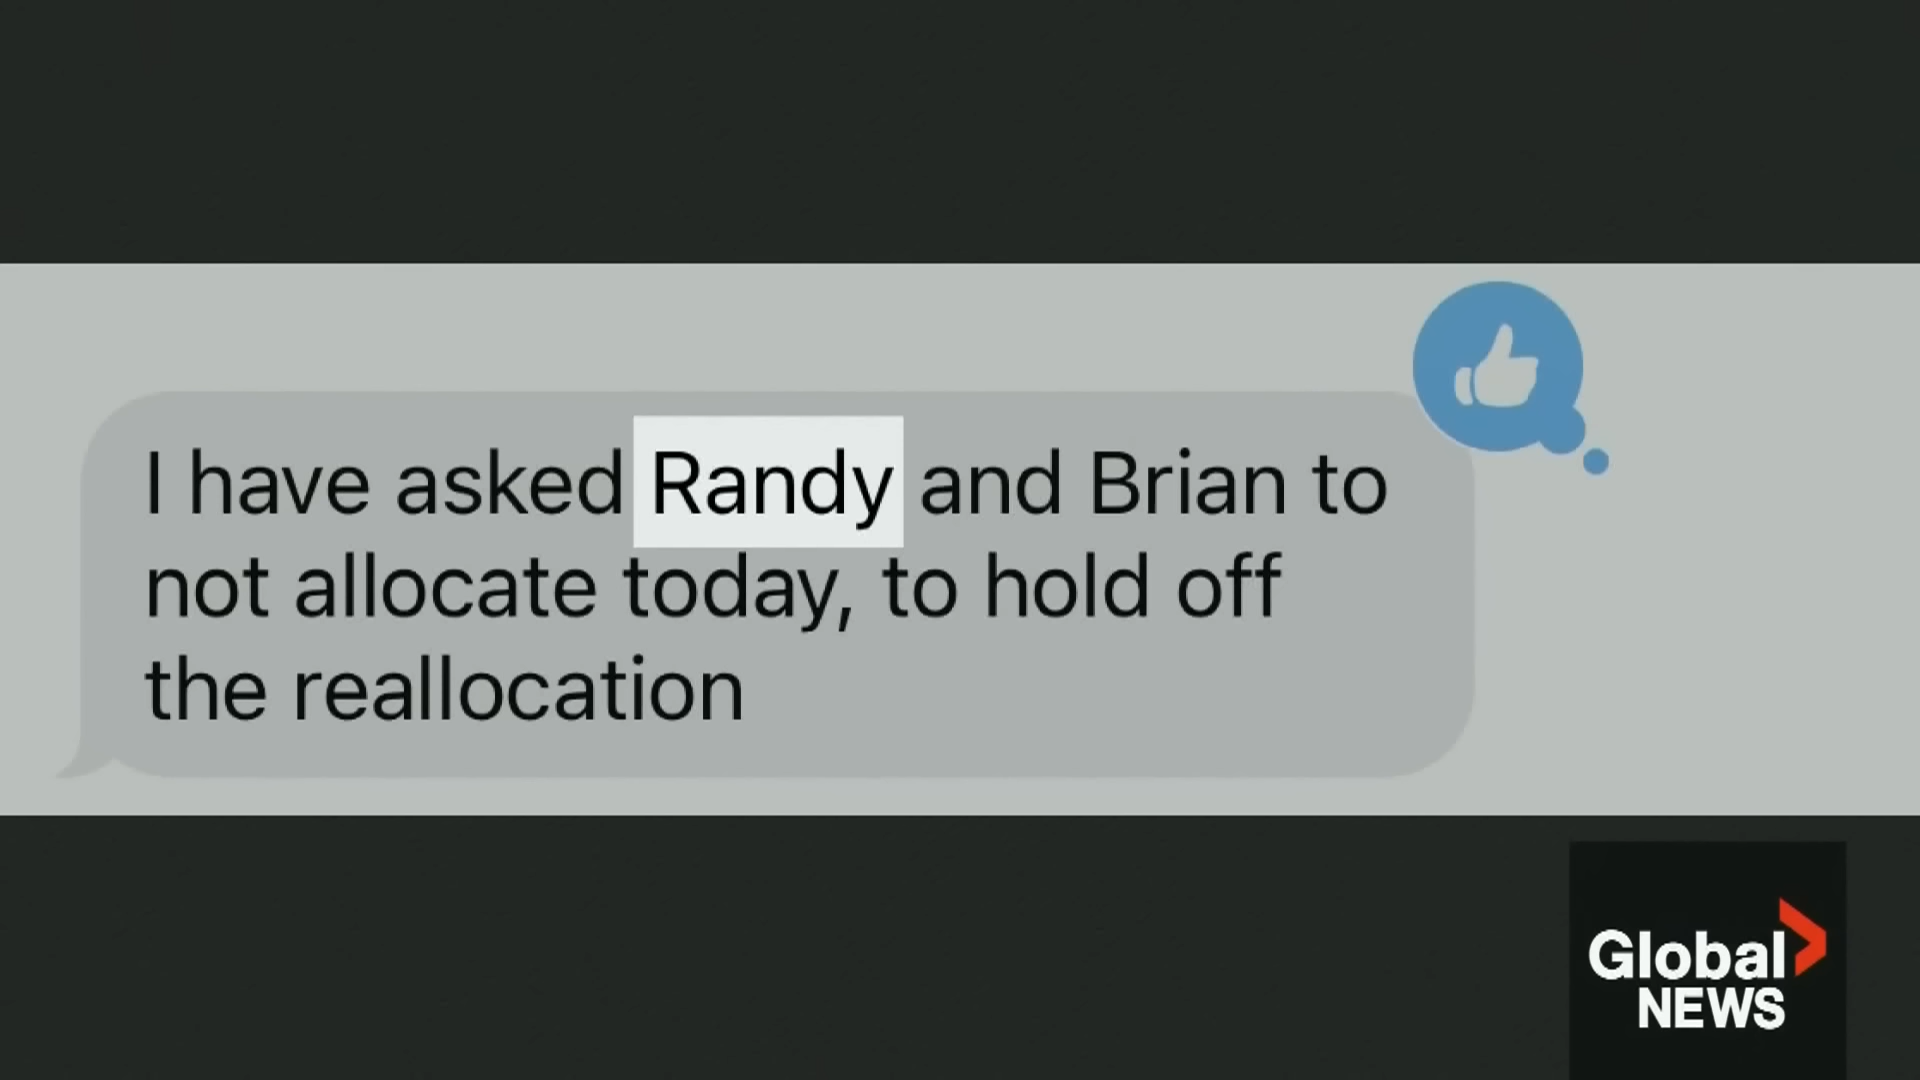 I have asked Randy and Brian to
not allocate today, to hold off
the reallocation
Global
NEWS